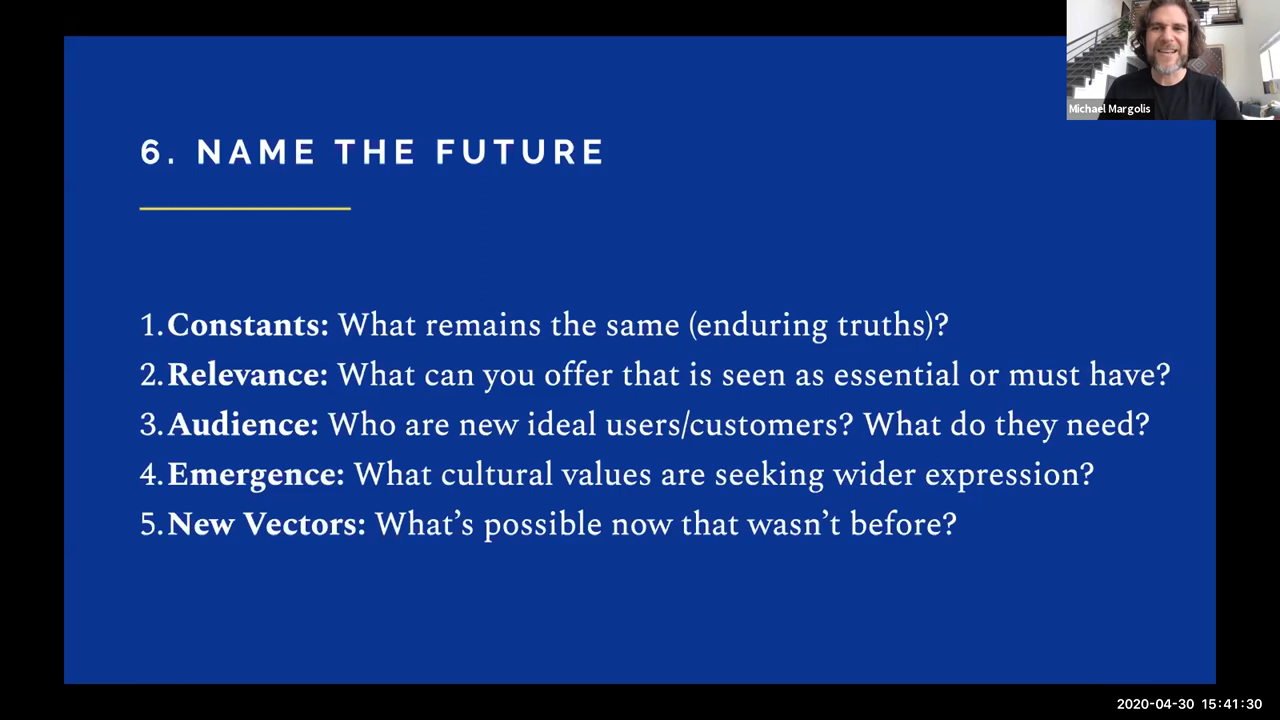 Michael Margolis
6. NAME THE FUTURE
1. Constants: What remains the same (enduring truths)?
2. Relevance: What can you offer that is seen as essential or must have?
3. Audience: Who are new ideal users/customers? What do they need?
4. Emergence: What cultural values are seeking wider expression?
5. New Vectors: What’s possible now that wasn’t before?
2020-04-30 15:41:30